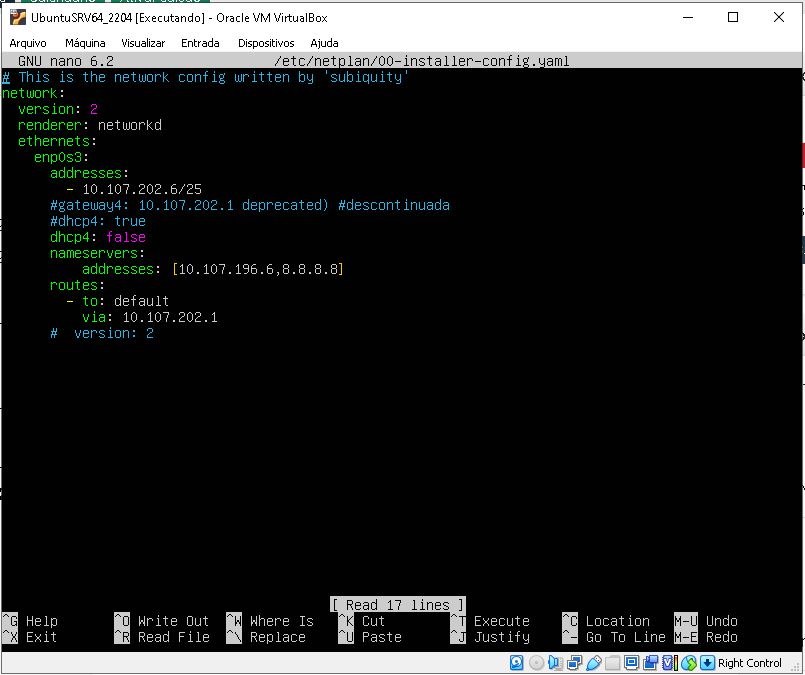 UbuntuSRV64_2204 [Executando] - Oracle VM VirtualBox
Arquivo Máquina Visualizar Entrada Dispositivos Ajuda
GNU nano 6.2 /etc/netplan/00-installer-config.yaml
# This is the network config written by 'subiquity'
network:
  version: 2
  renderer: networkd
  ethernets:
    enp0s3:
      addresses:
        - 10.107.202.6/25
      #gateway4: 10.107.202.1 deprecated) #descontinuada
      #dhcp4: true
      dhcp4: false
      nameservers:
          addresses: [10.107.196.6,8.8.8.8]
      routes:
        - to: default
          via: 10.107.202.1
      #  version: 2
[ Read 17 lines ]
^G Help ^O Write Out ^W Where Is ^K Cut ^T Execute ^C Location M-U Undo
^X Exit ^R Read File ^\ Replace ^U Paste ^J Justify ^- Go To Line M-E Redo
Right Control